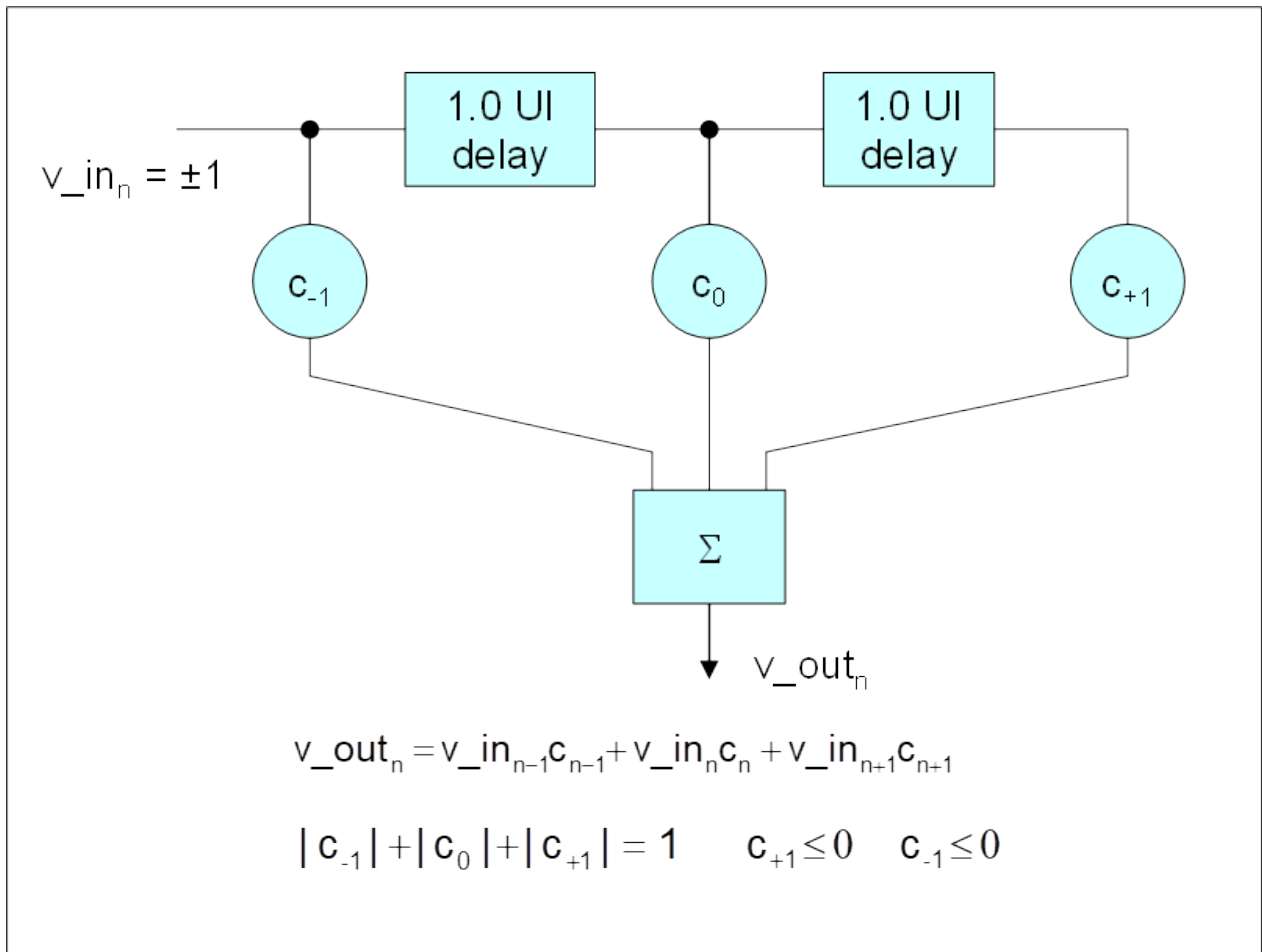 1.0 UI
delay
1.0 UI
delay
v_inₙ = ±1
c₋₁
c₀
c₊₁
Σ
v_outₙ
v_outₙ = v_inₙ₋₁cₙ₋₁ + v_inₙcₙ + v_inₙ₊₁cₙ₊₁
|c₋₁| + |c₀| + |c₊₁| = 1 c₊₁ ≤ 0 c₋₁ ≤ 0